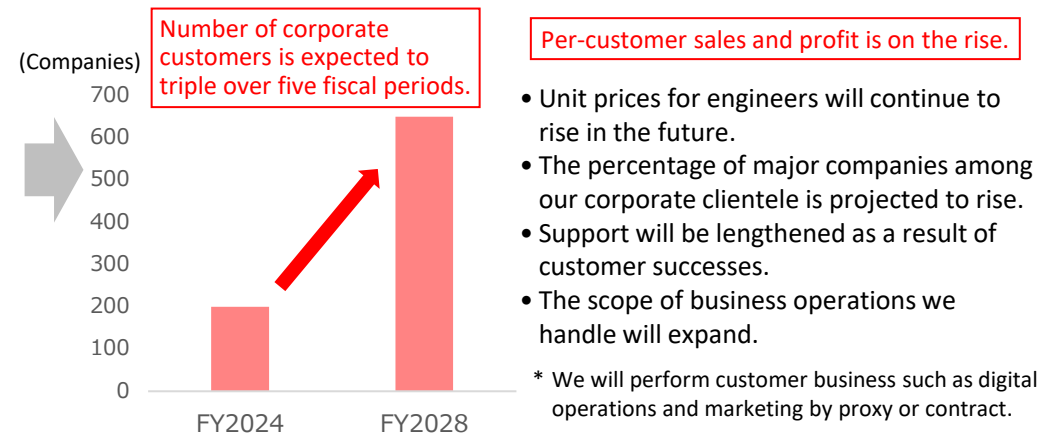 Number of corporate
customers is expected to
triple over five fiscal periods.
(Companies)
700
600
500
400
300
200
100
0
FY2024
FY2028
Per-customer sales and profit is on the rise.
• Unit prices for engineers will continue to
rise in the future.
• The percentage of major companies among
our corporate clientele is projected to rise.
• Support will be lengthened as a result of
customer successes.
• The scope of business operations we
handle will expand.
* We will perform customer business such as digital
operations and marketing by proxy or contract.